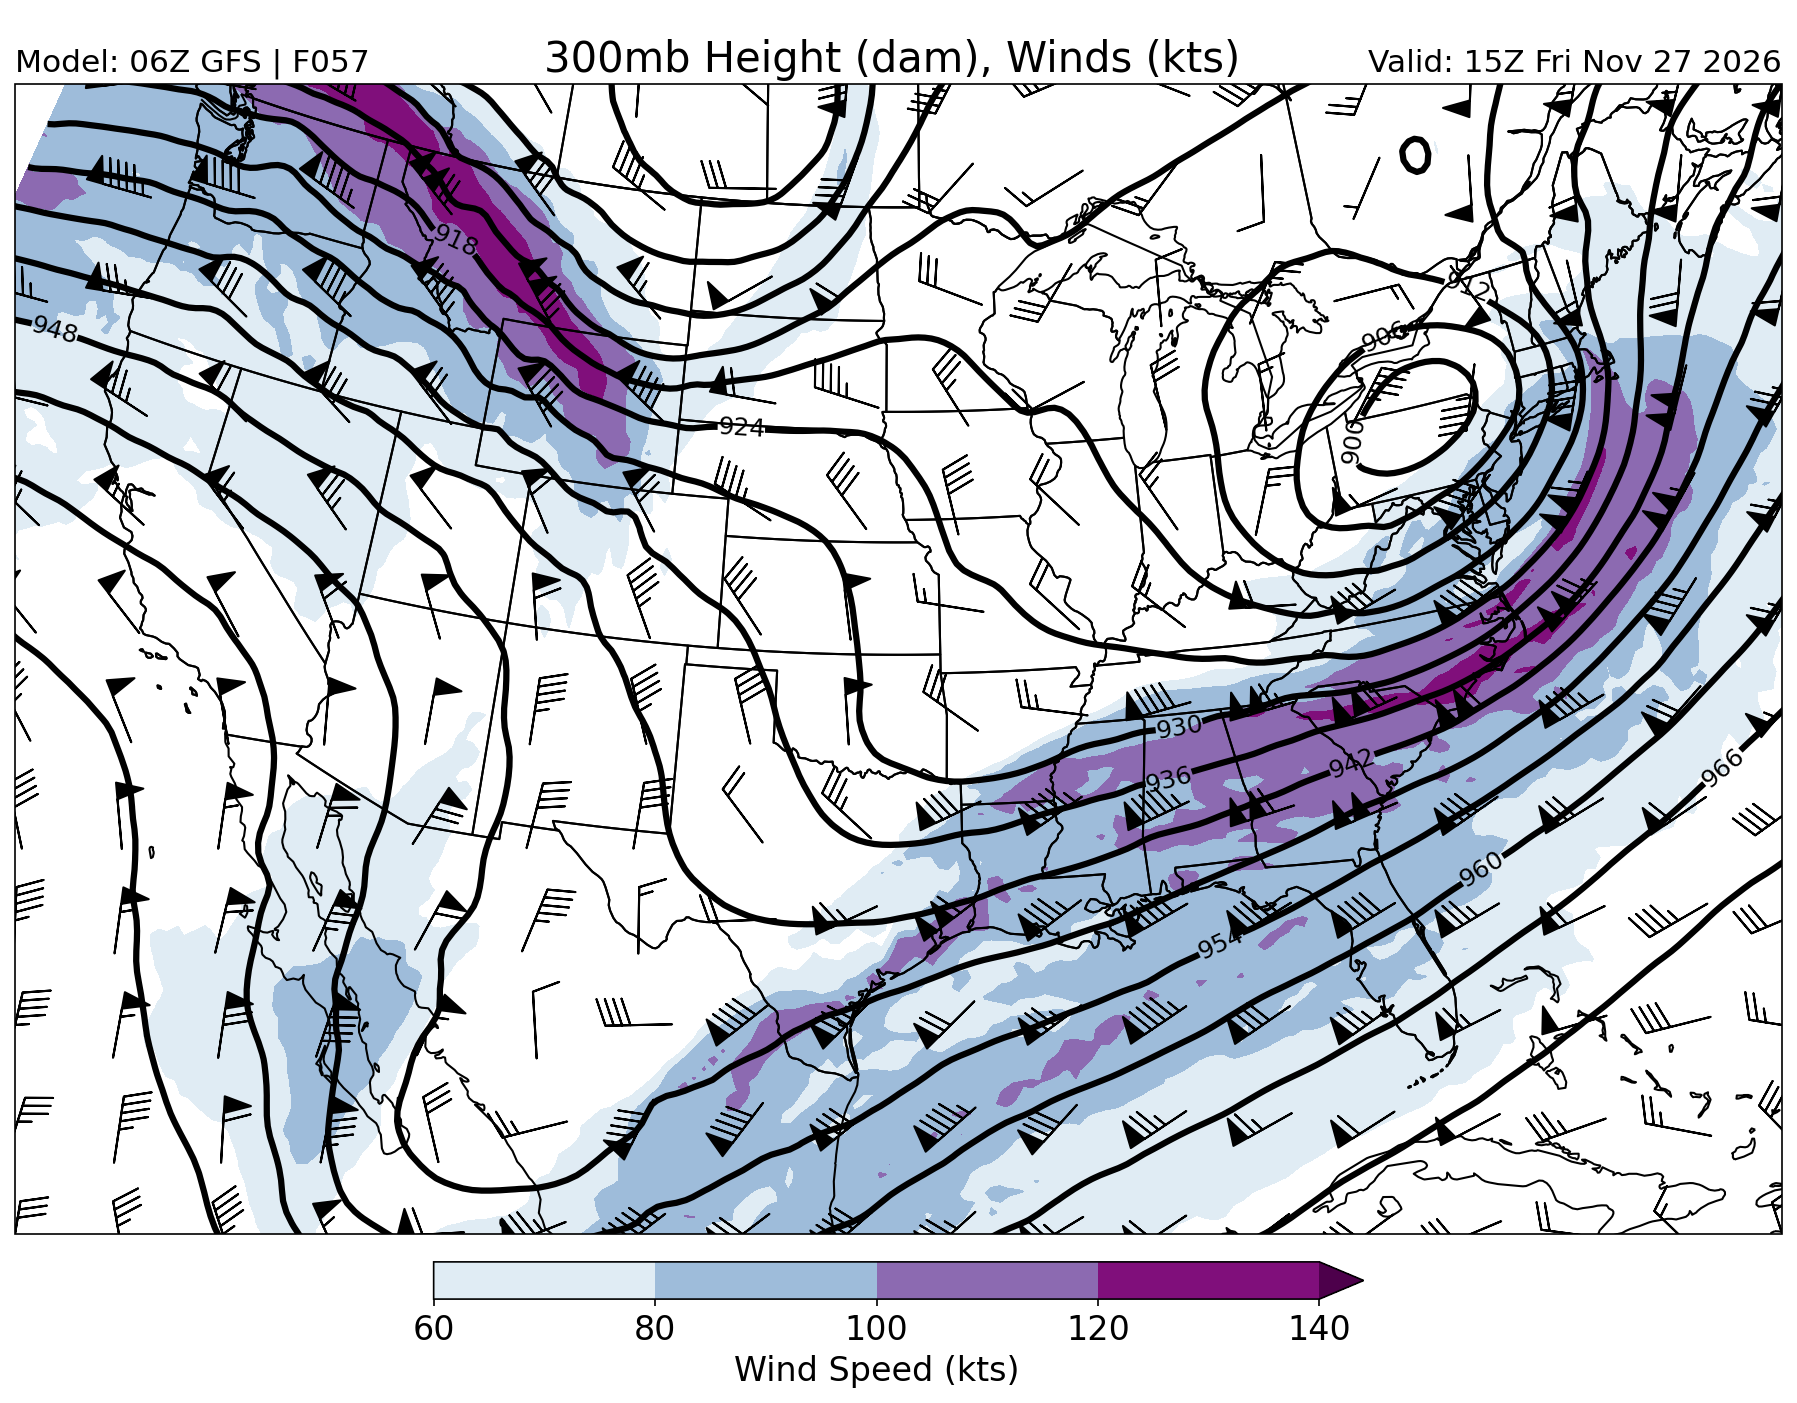 Model: 06Z GFS | F057
300mb Height (dam), Winds (kts)
Valid: 15Z Fri Nov 27 2026
918
948
912
906
924
900
930
936
942
966
960
954
60 80 100 120 140
Wind Speed (kts)